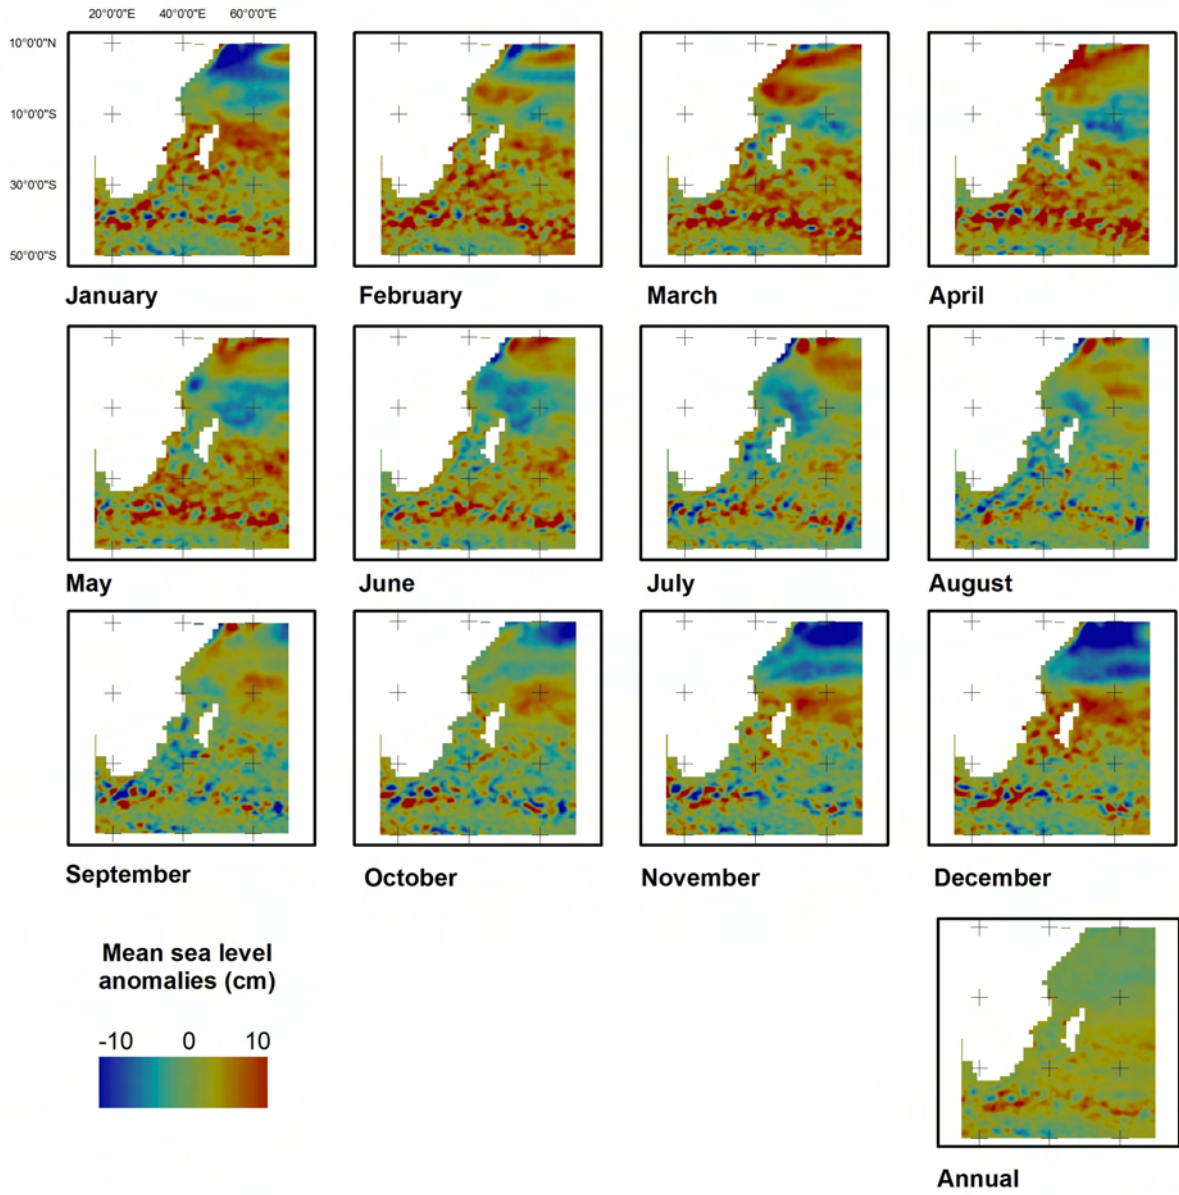 20°0'0"E 40°0'0"E 60°0'0"E
10°0'0"N
10°0'0"S
30°0'0"S
50°0'0"S
January February March April
May June July August
September October November December
Mean sea level
anomalies (cm)
-10 0 10
Annual